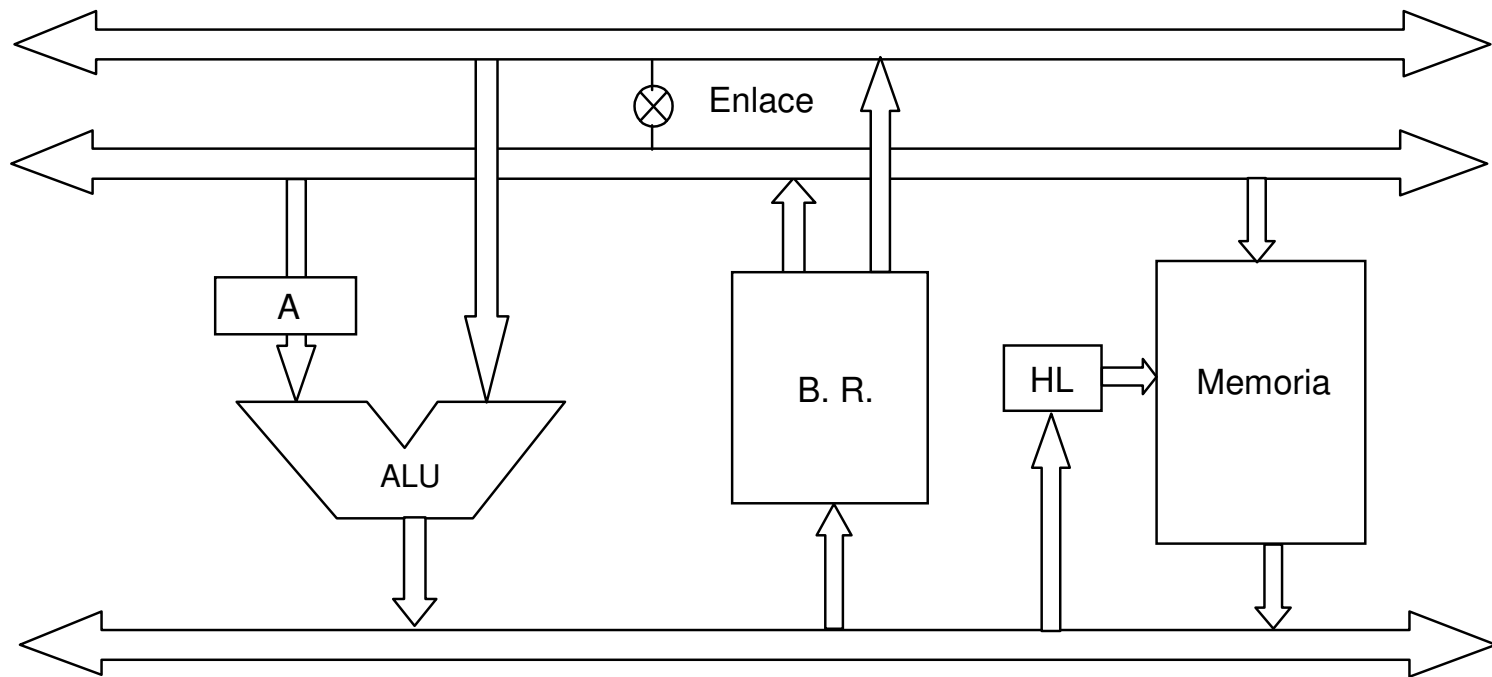 Enlace
A
B. R.
HL
Memoria
ALU